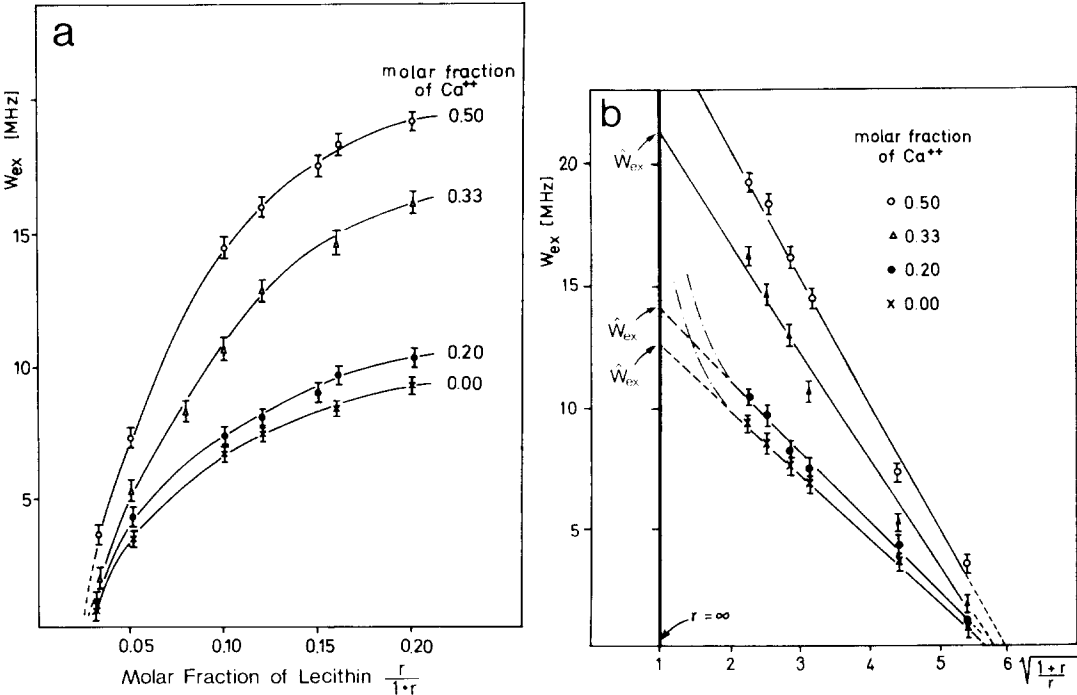 a
molar fraction
of Ca⁺⁺
0.50
0.33
0.20
0.00
Wₑₓ [MHz]
15
10
5
0.05
0.10
0.15
0.20
Molar Fraction of Lecithin r/1+r
b
molar fraction
of Ca⁺⁺
0.50
0.33
0.20
0.00
Ŵₑₓ
Ŵₑₓ
Ŵₑₓ
Wₑₓ [MHz]
20
15
10
5
r = ∞
1
2
3
4
5
6
√1+r/r